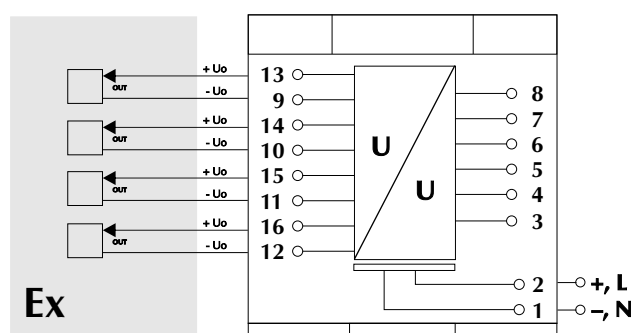 + Uo
OUT
- Uo
+ Uo
OUT
- Uo
+ Uo
OUT
- Uo
+ Uo
OUT
- Uo
Ex
13
9
14
10
15
11
16
12
U
U
8
7
6
5
4
3
2 +, L
1 –, N